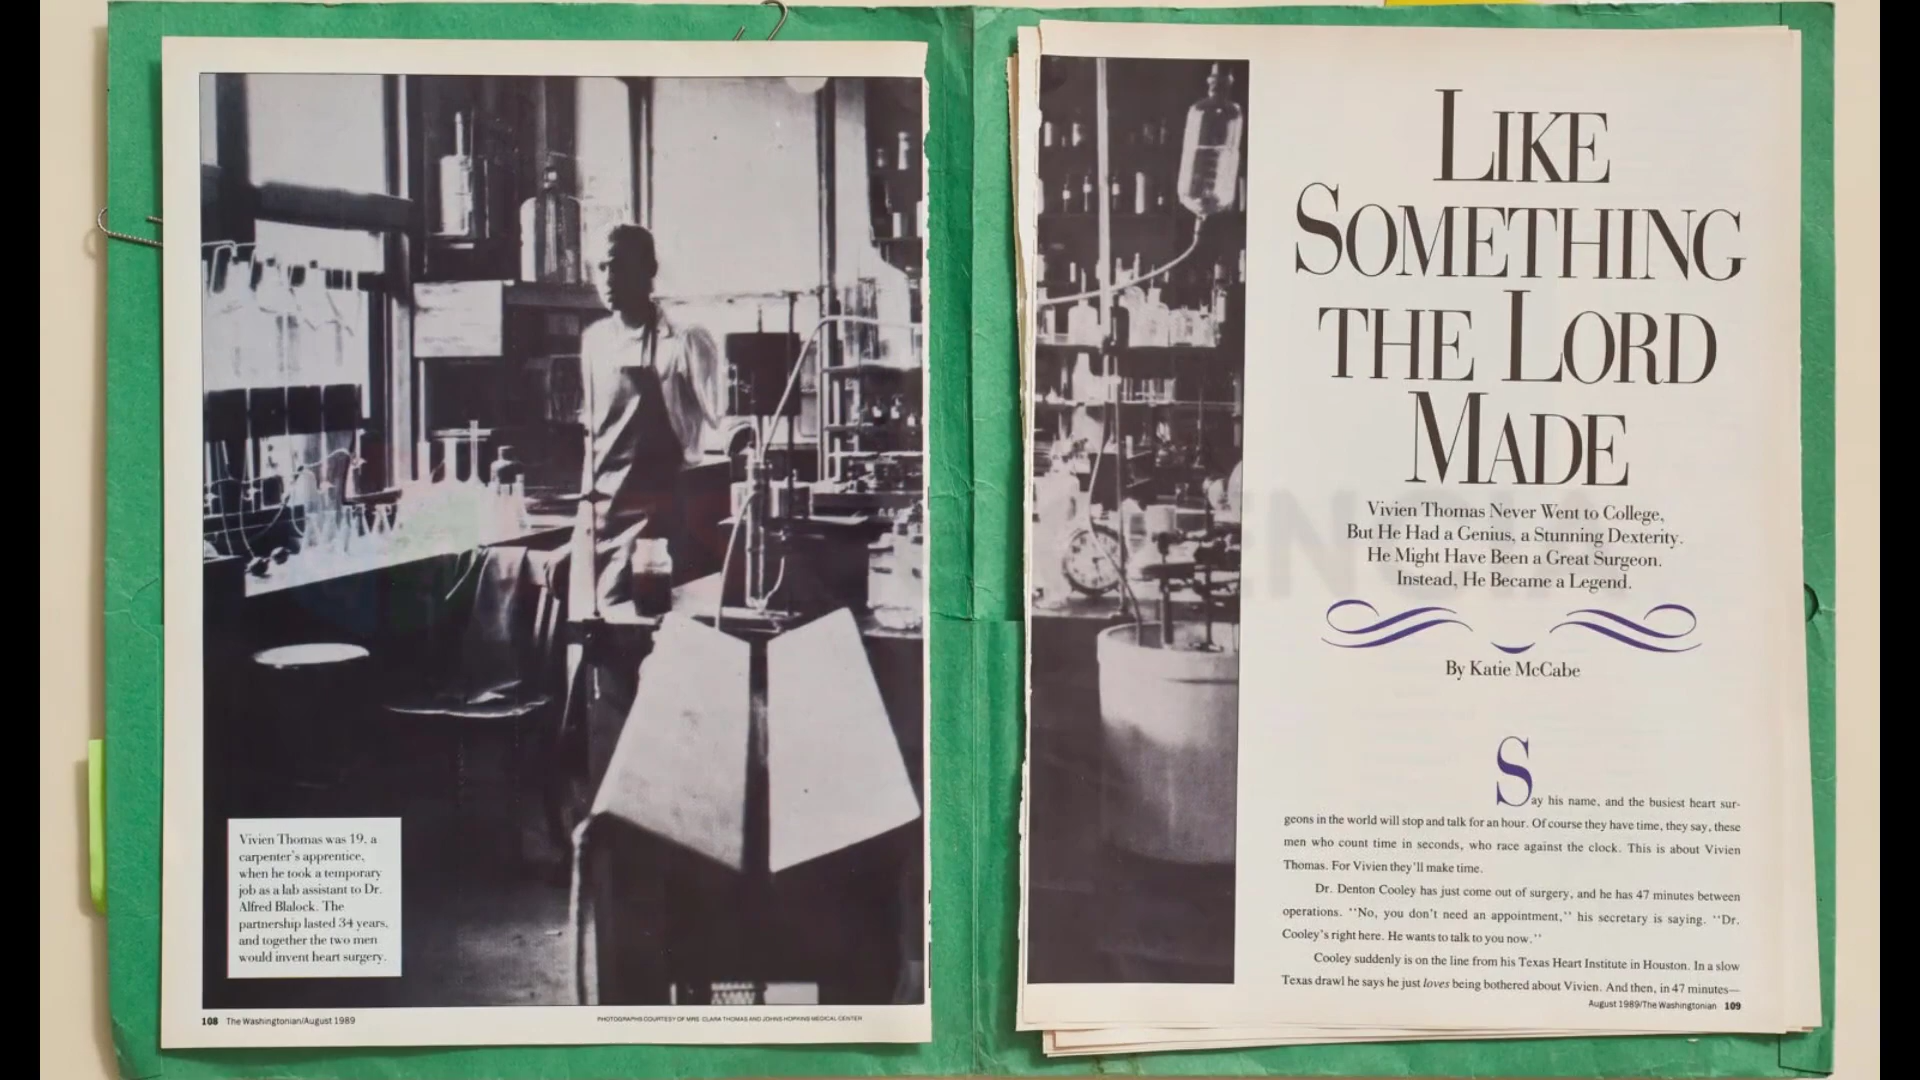 Vivien Thomas was 19, a
carpenter's apprentice,
when he took a temporary
job as a lab assistant to Dr.
Alfred Blalock. The
partnership lasted 34 years,
and together the two men
would invent heart surgery.
108 The Washingtonian/August 1989
PHOTOGRAPHS COURTESY OF MRS. CLARA THOMAS AND JOHNS HOPKINS MEDICAL CENTER
LIKE
SOMETHING
THE LORD
MADE
Vivien Thomas Never Went to College,
But He Had a Genius, a Stunning Dexterity.
He Might Have Been a Great Surgeon.
Instead, He Became a Legend.
By Katie McCabe
Say his name, and the busiest heart sur-
geons in the world will stop and talk for an hour. Of course they have time, they say, these
men who count time in seconds, who race against the clock. This is about Vivien
Thomas. For Vivien they'll make time.
Dr. Denton Cooley has just come out of surgery, and he has 47 minutes between
operations. "No, you don't need an appointment," his secretary is saying. "Dr.
Cooley's right here. He wants to talk to you now."
Cooley suddenly is on the line from his Texas Heart Institute in Houston. In a slow
Texas drawl he says he just loves being bothered about Vivien. And then, in 47 minutes—
August 1989/The Washingtonian 109